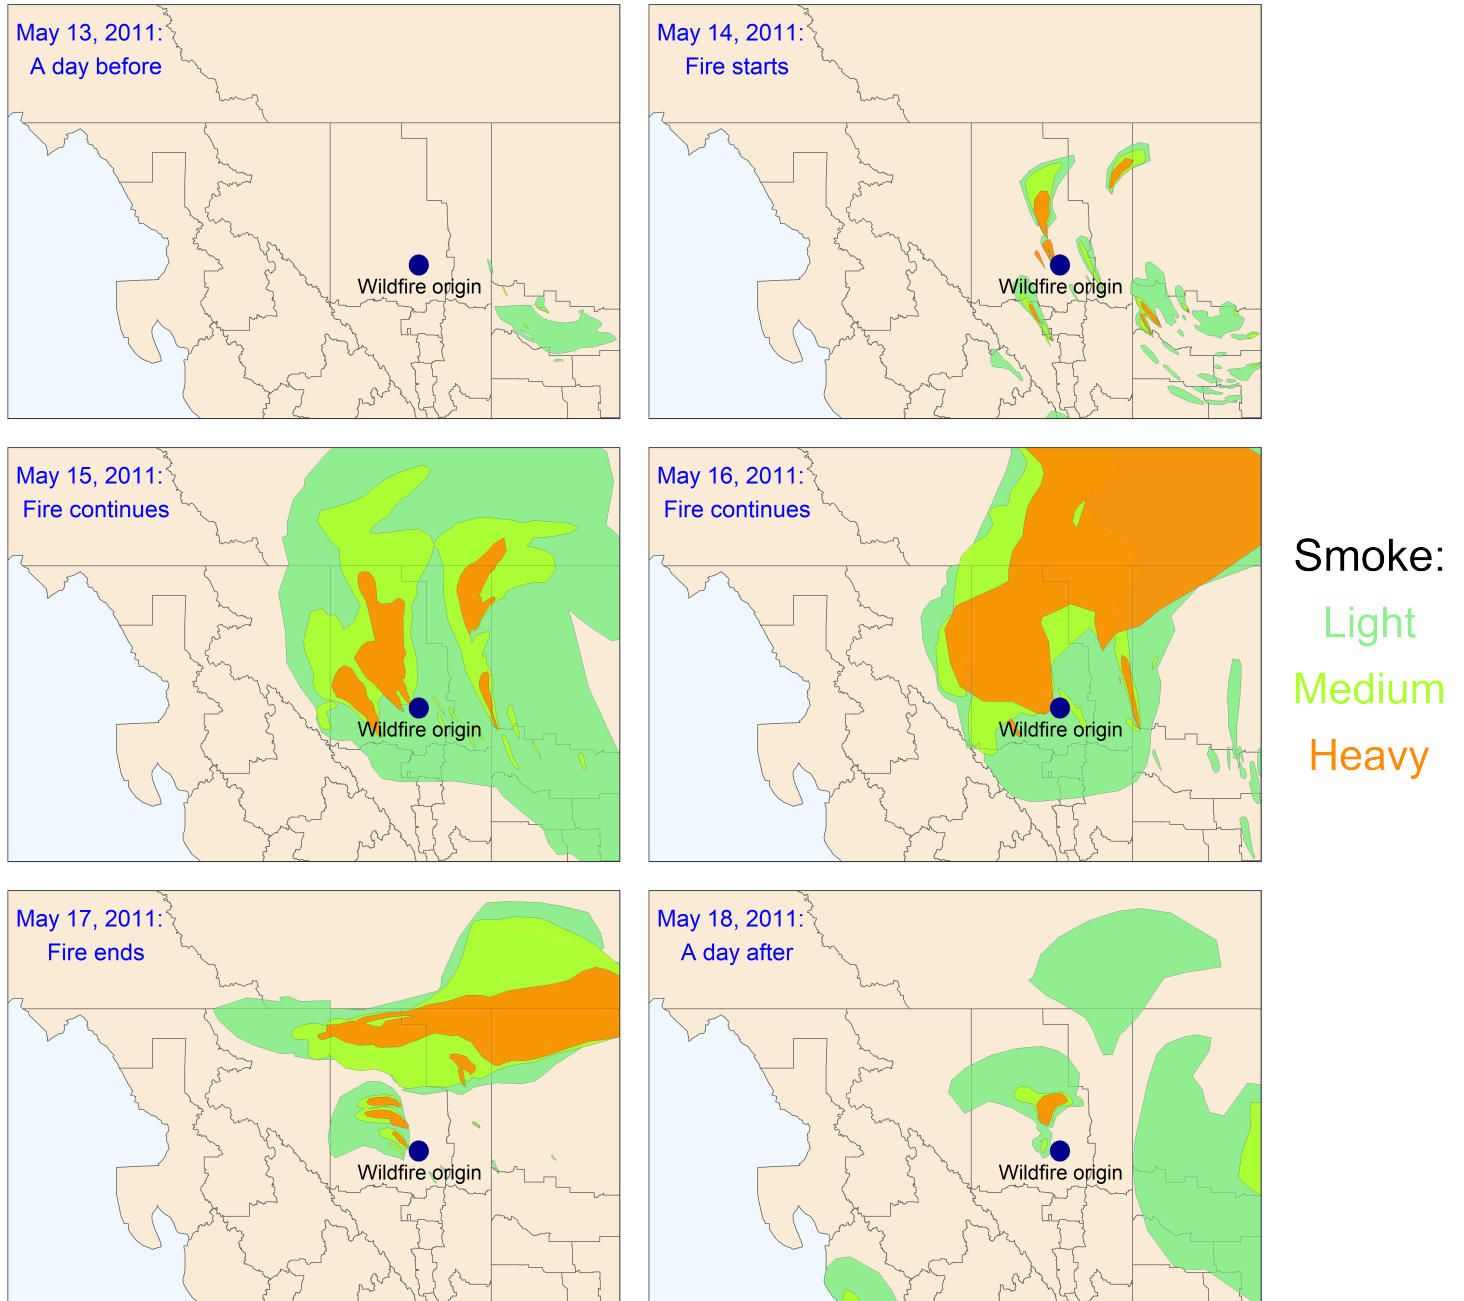 May 13, 2011:
A day before
Wildfire origin
May 14, 2011:
Fire starts
Wildfire origin
May 15, 2011:
Fire continues
Wildfire origin
May 16, 2011:
Fire continues
Wildfire origin
Smoke:
Light
Medium
Heavy
May 17, 2011:
Fire ends
Wildfire origin
May 18, 2011:
A day after
Wildfire origin